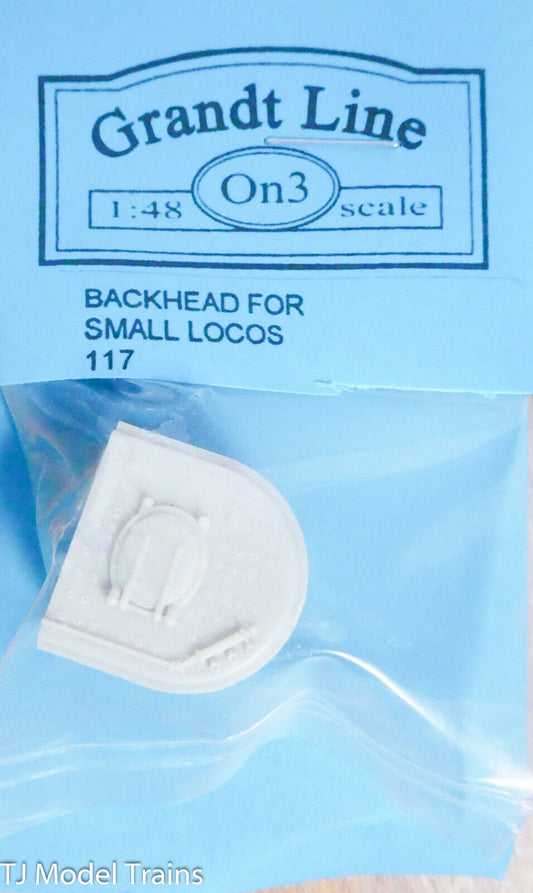 Grandt Line
On3
1:48 scale
BACKHEAD FOR
SMALL LOCOS
117
TJ Model Trains